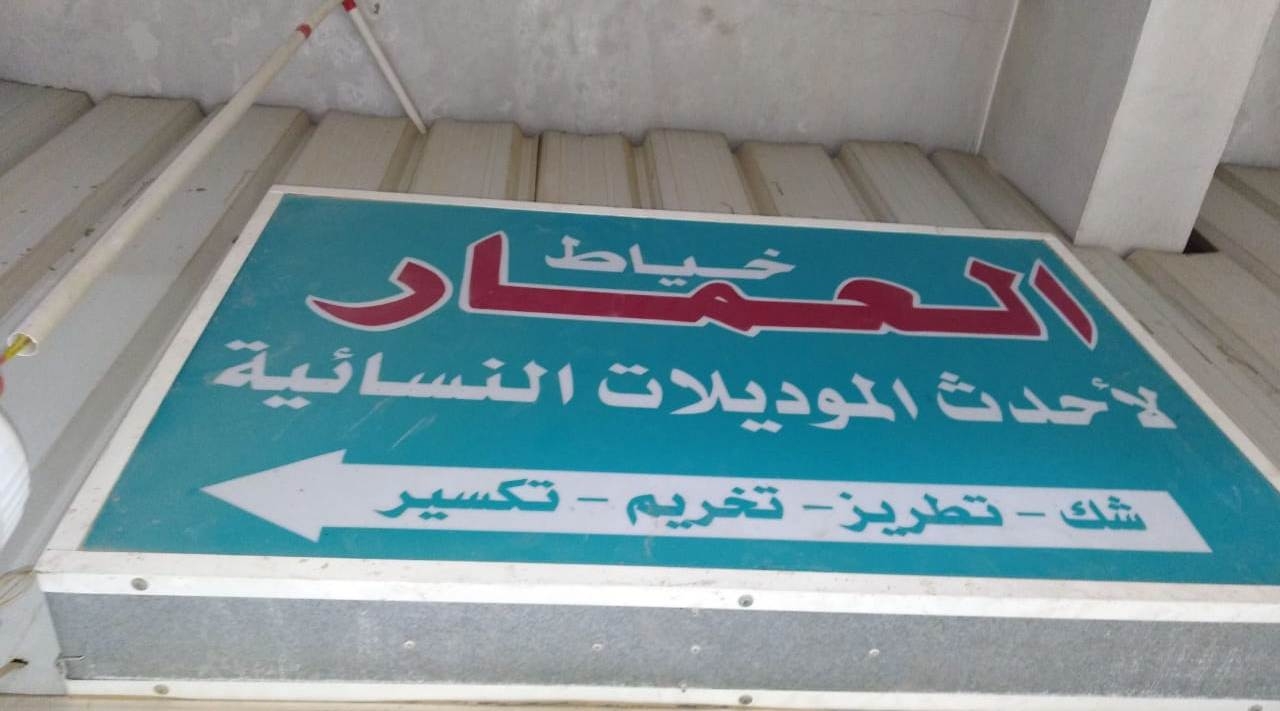 خياط
العمار
لأحدث الموديلات النسائية
شك - تطريز - تخريم - تكسير